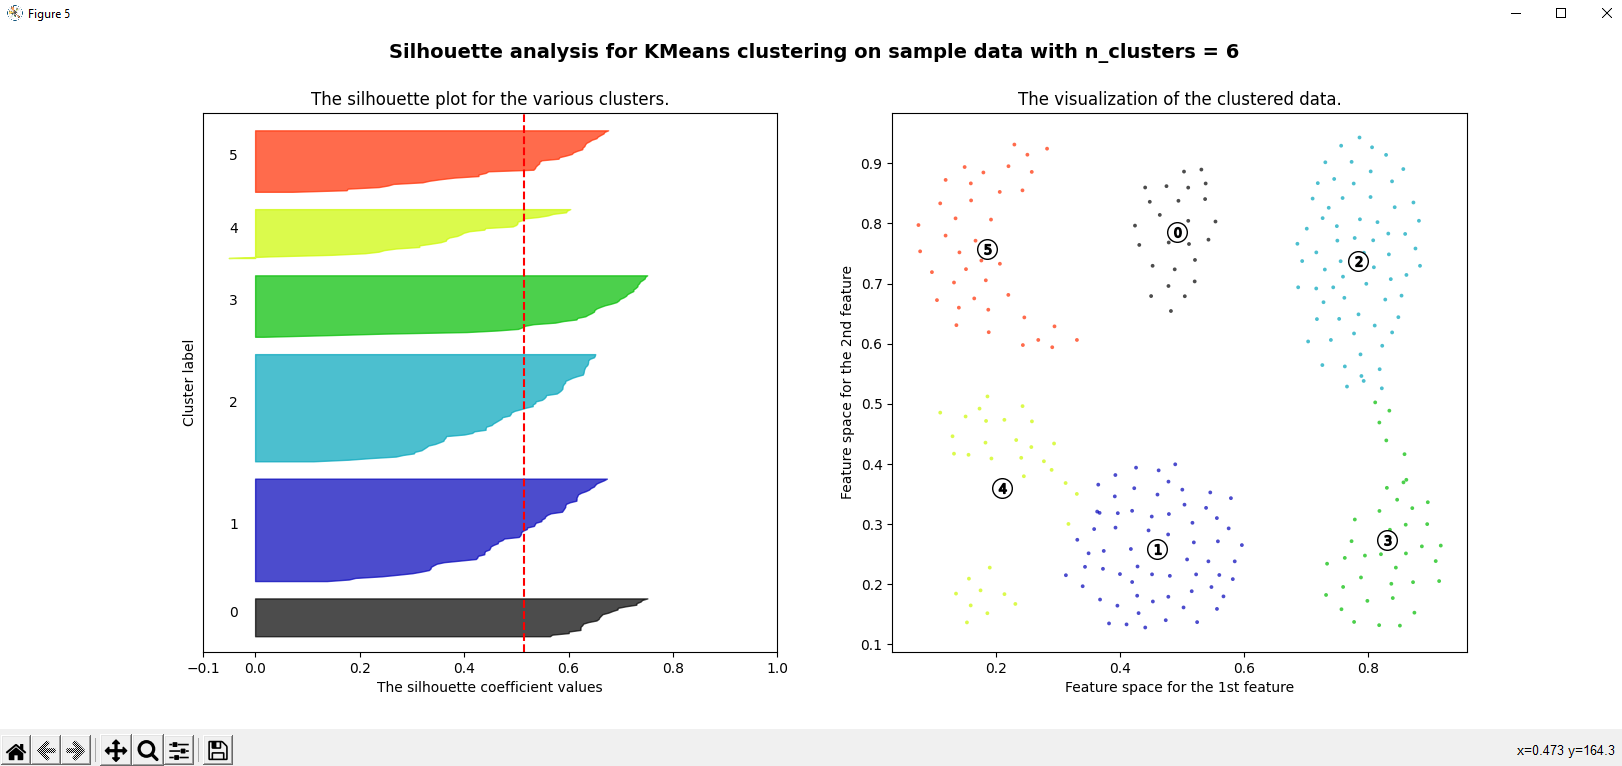 Figure 5
Silhouette analysis for KMeans clustering on sample data with n_clusters = 6
The silhouette plot for the various clusters.
5
4
3
2
1
0
Cluster label
−0.1 0.0 0.2 0.4 0.6 0.8 1.0
The silhouette coefficient values
The visualization of the clustered data.
0.9
0.8
0.7
0.6
0.5
0.4
0.3
0.2
0.1
Feature space for the 2nd feature
0
5
2
4
3
1
0.2 0.4 0.6 0.8
Feature space for the 1st feature
x=0.473 y=164.3